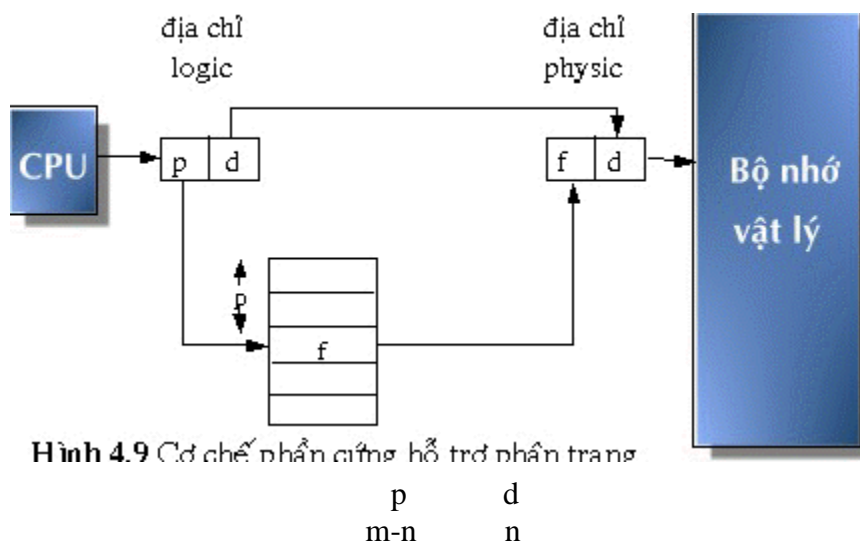 địa chỉ
logic
địa chỉ
physic
CPU
p d
f d
Bộ nhớ
vật lý
p
f
Hình 4.9 Cơ chế phần cứng hỗ trợ phân trang
p d
m-n n